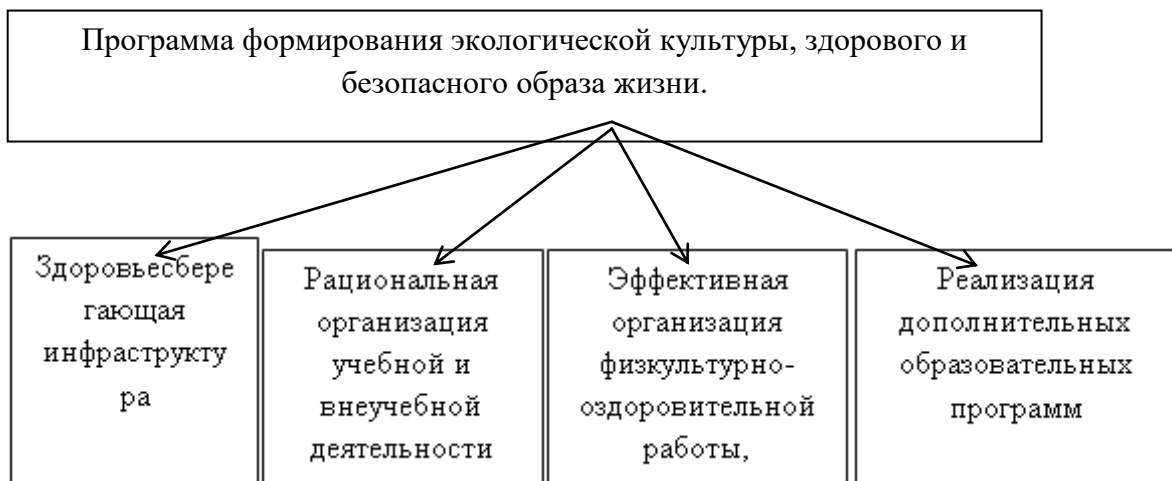 Программа формирования экологической культуры, здорового и
безопасного образа жизни.
Здоровьесбере
гающая
инфраструкту
ра
Рациональная
организация
учебной и
внеучебной
деятельности
Эффективная
организация
физкультурно-
оздоровительной
работы,
Реализация
дополнительных
образовательных
программ